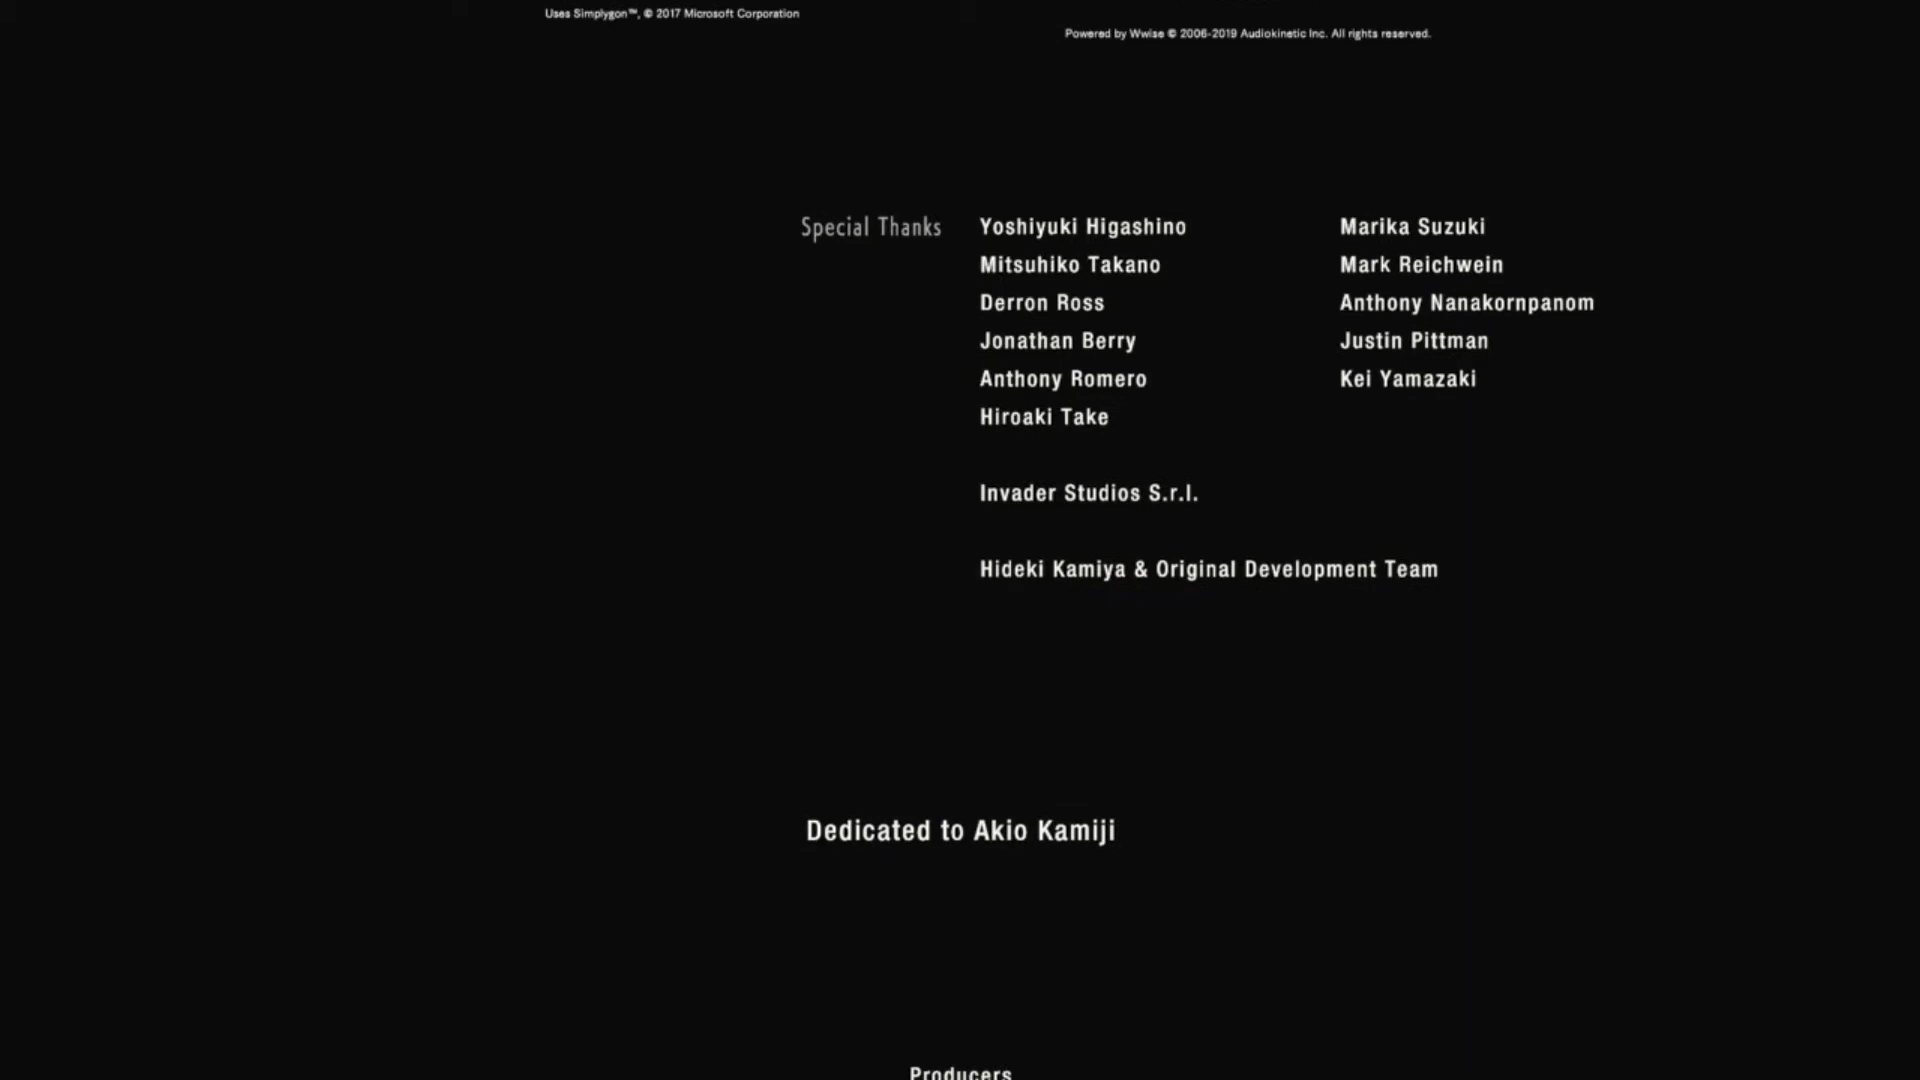 Uses Simplygon™, © 2017 Microsoft Corporation
Powered by Wwise © 2006-2019 Audiokinetic Inc. All rights reserved.
Special Thanks
Yoshiyuki Higashino Marika Suzuki
Mitsuhiko Takano Mark Reichwein
Derron Ross Anthony Nanakornpanom
Jonathan Berry Justin Pittman
Anthony Romero Kei Yamazaki
Hiroaki Take
Invader Studios S.r.l.
Hideki Kamiya & Original Development Team
Dedicated to Akio Kamiji
Producers